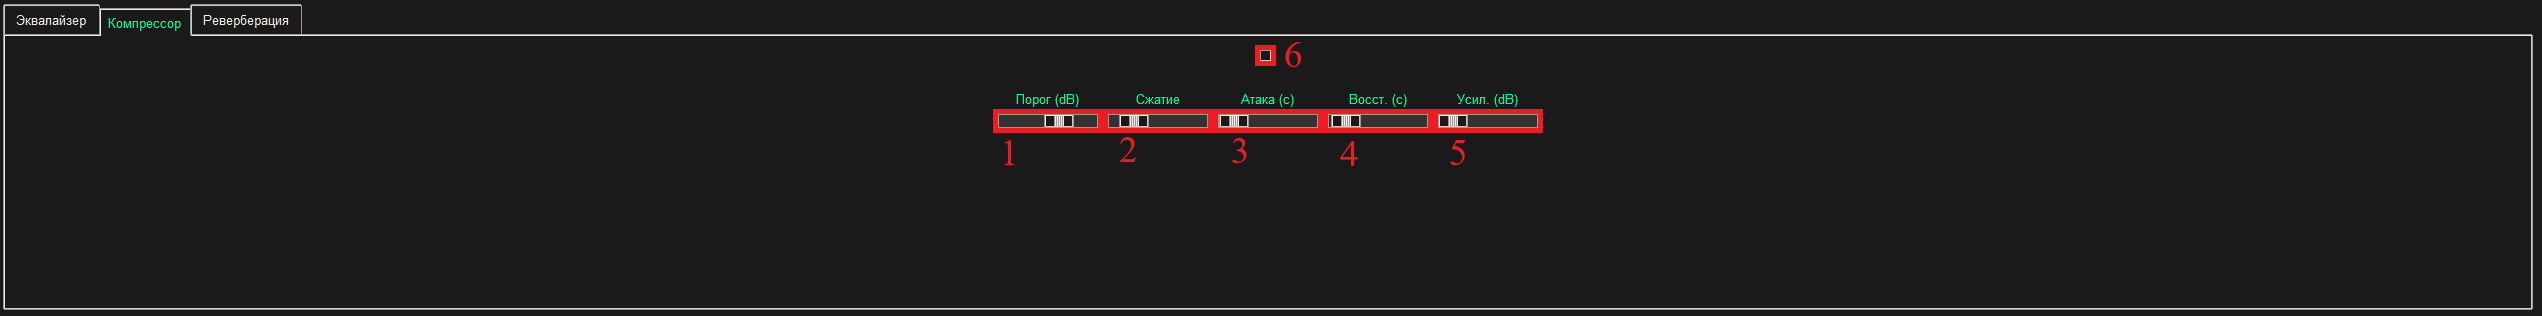 Эквалайзер Компрессор Реверберация
6
Порог (dB) Сжатие Атака (с) Восст. (с) Усил. (dB)
1 2 3 4 5